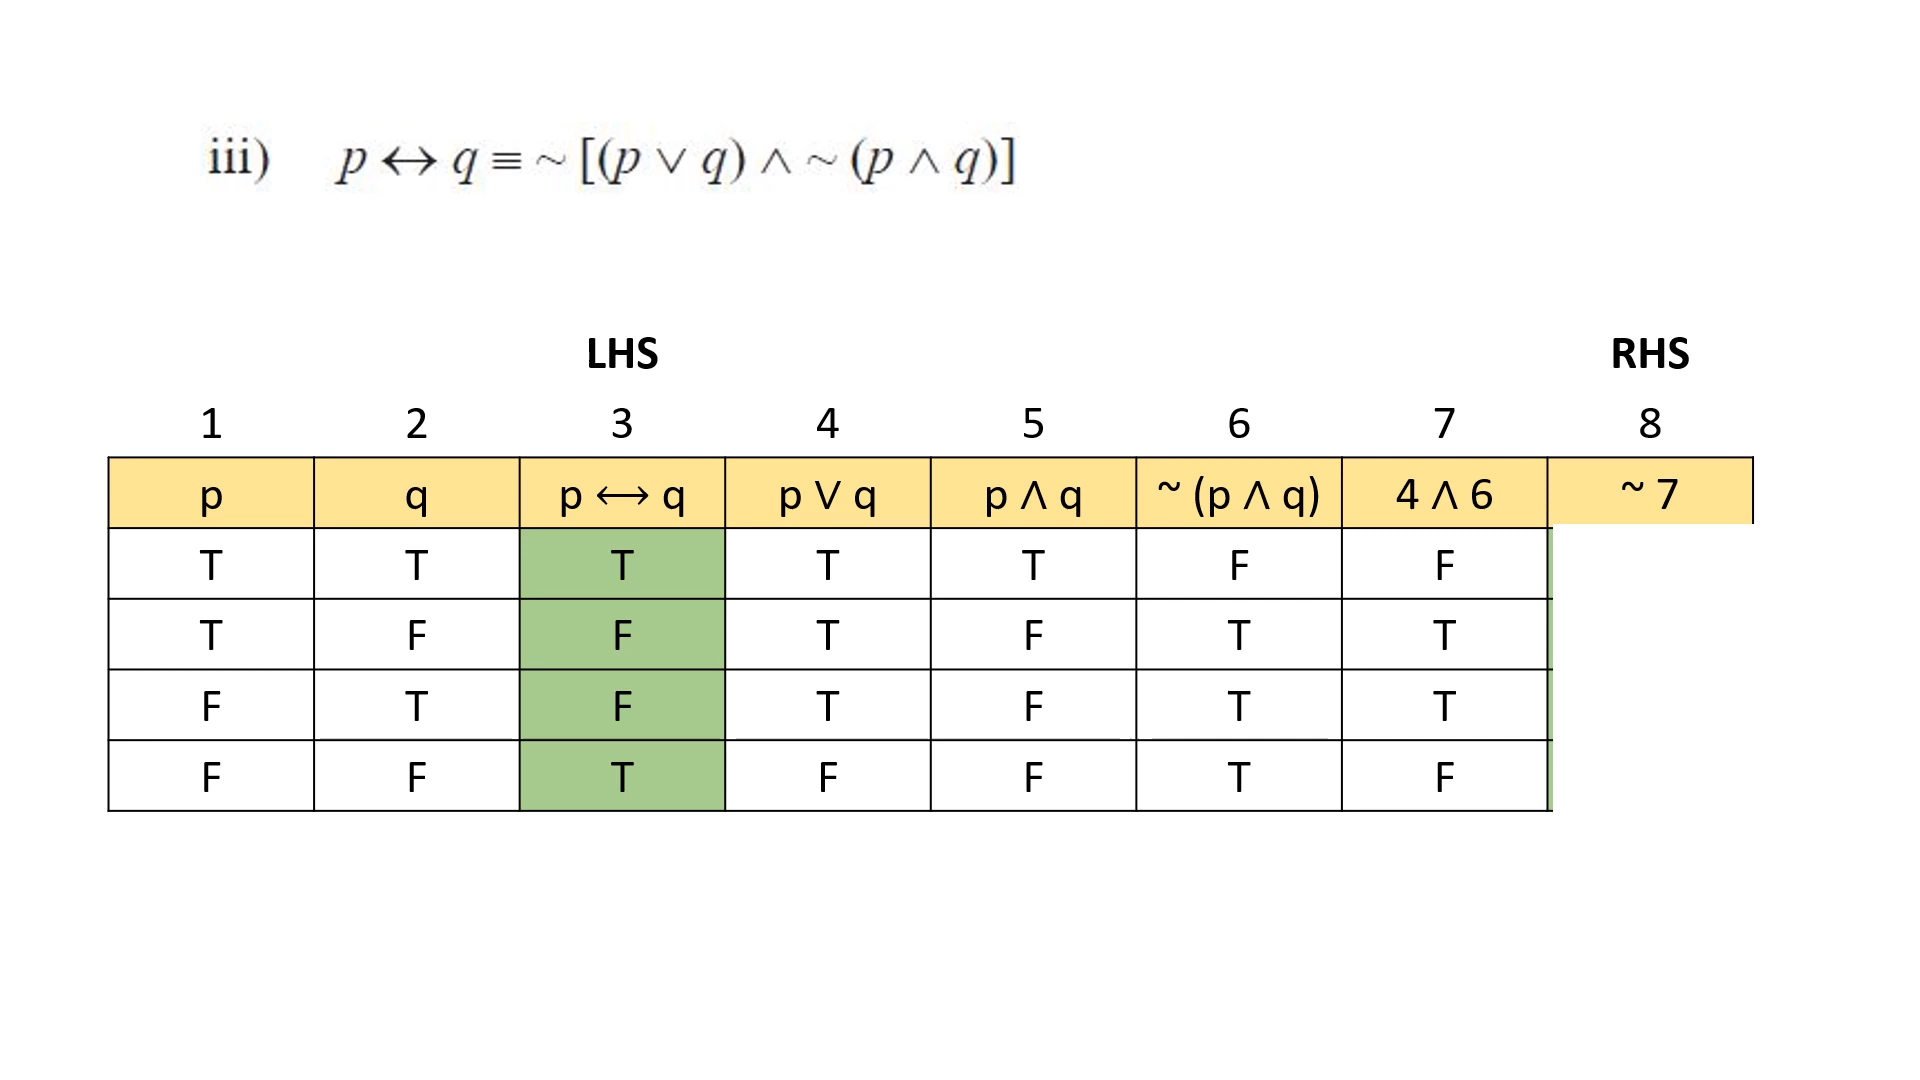 iii) p ↔ q ≡ ~ [(p ∨ q) ∧ ~ (p ∧ q)]
LHS RHS
1 2 3 4 5 6 7 8
p q p ⟷ q p ⋁ q p ⋀ q ~ (p ⋀ q) 4 ⋀ 6 ~ 7
T T T T T F F
T F F T F T T
F T F T F T T
F F T F F T F